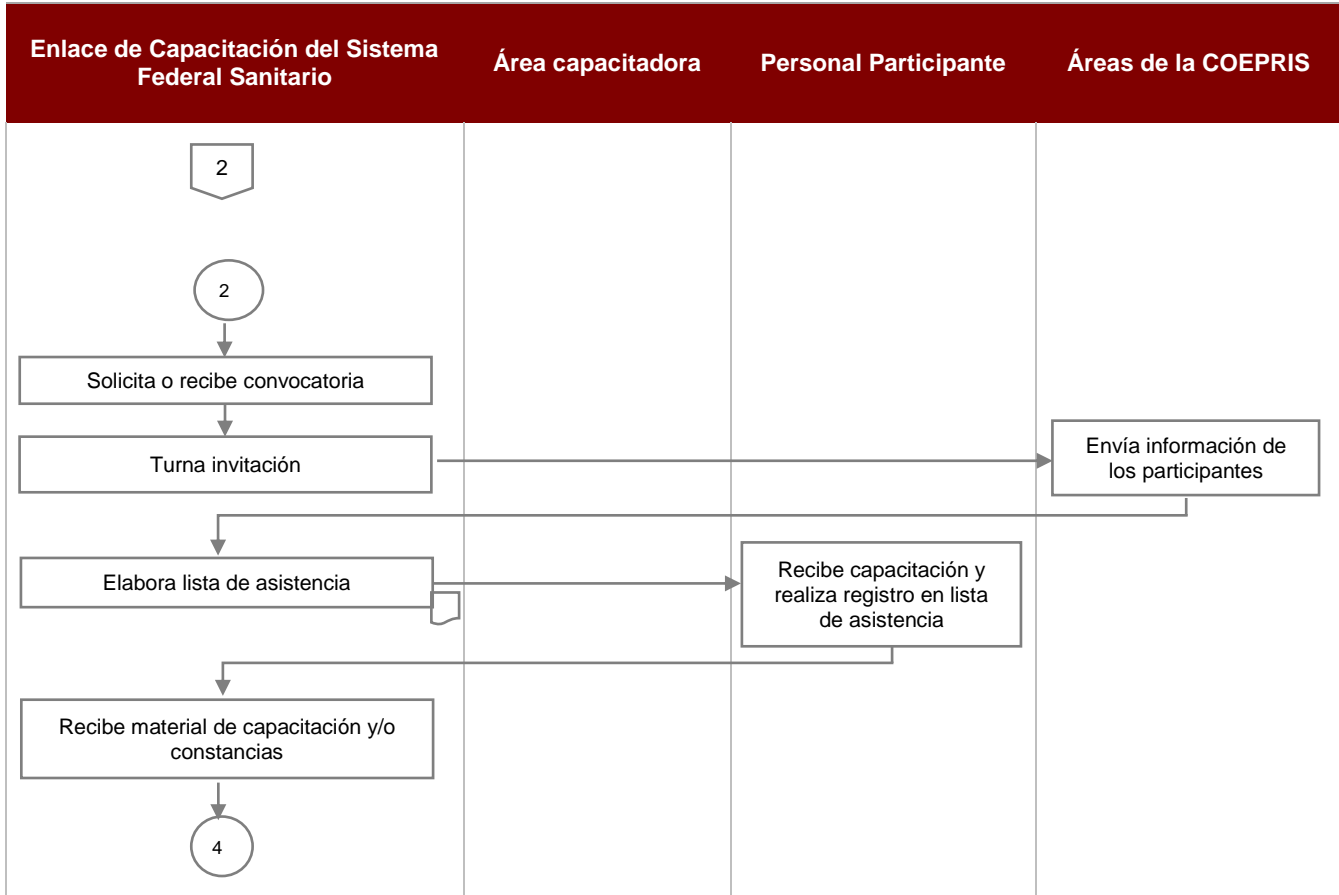 Enlace de Capacitación del Sistema
Federal Sanitario
Área capacitadora
Personal Participante
Áreas de la COEPRIS
2
2
Solicita o recibe convocatoria
Turna invitación
Envía información de
los participantes
Elabora lista de asistencia
Recibe capacitación y
realiza registro en lista
de asistencia
Recibe material de capacitación y/o
constancias
4